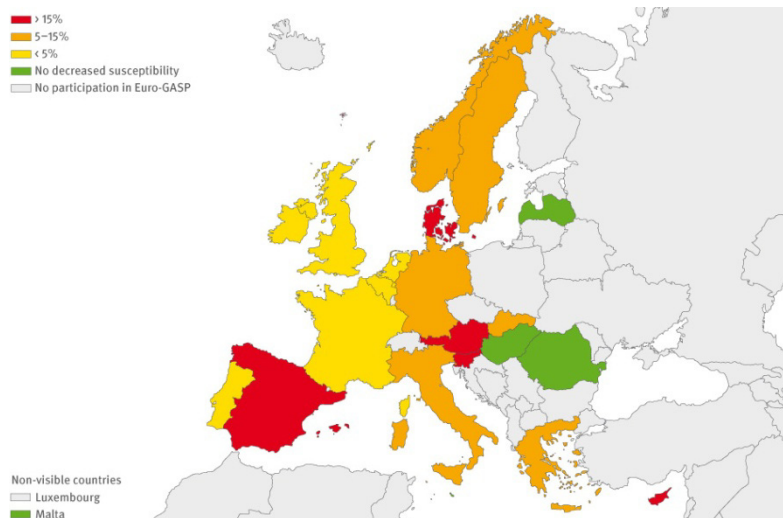 > 15%
5–15%
< 5%
No decreased susceptibility
No participation in Euro-GASP
Non-visible countries
Luxembourg
Malta